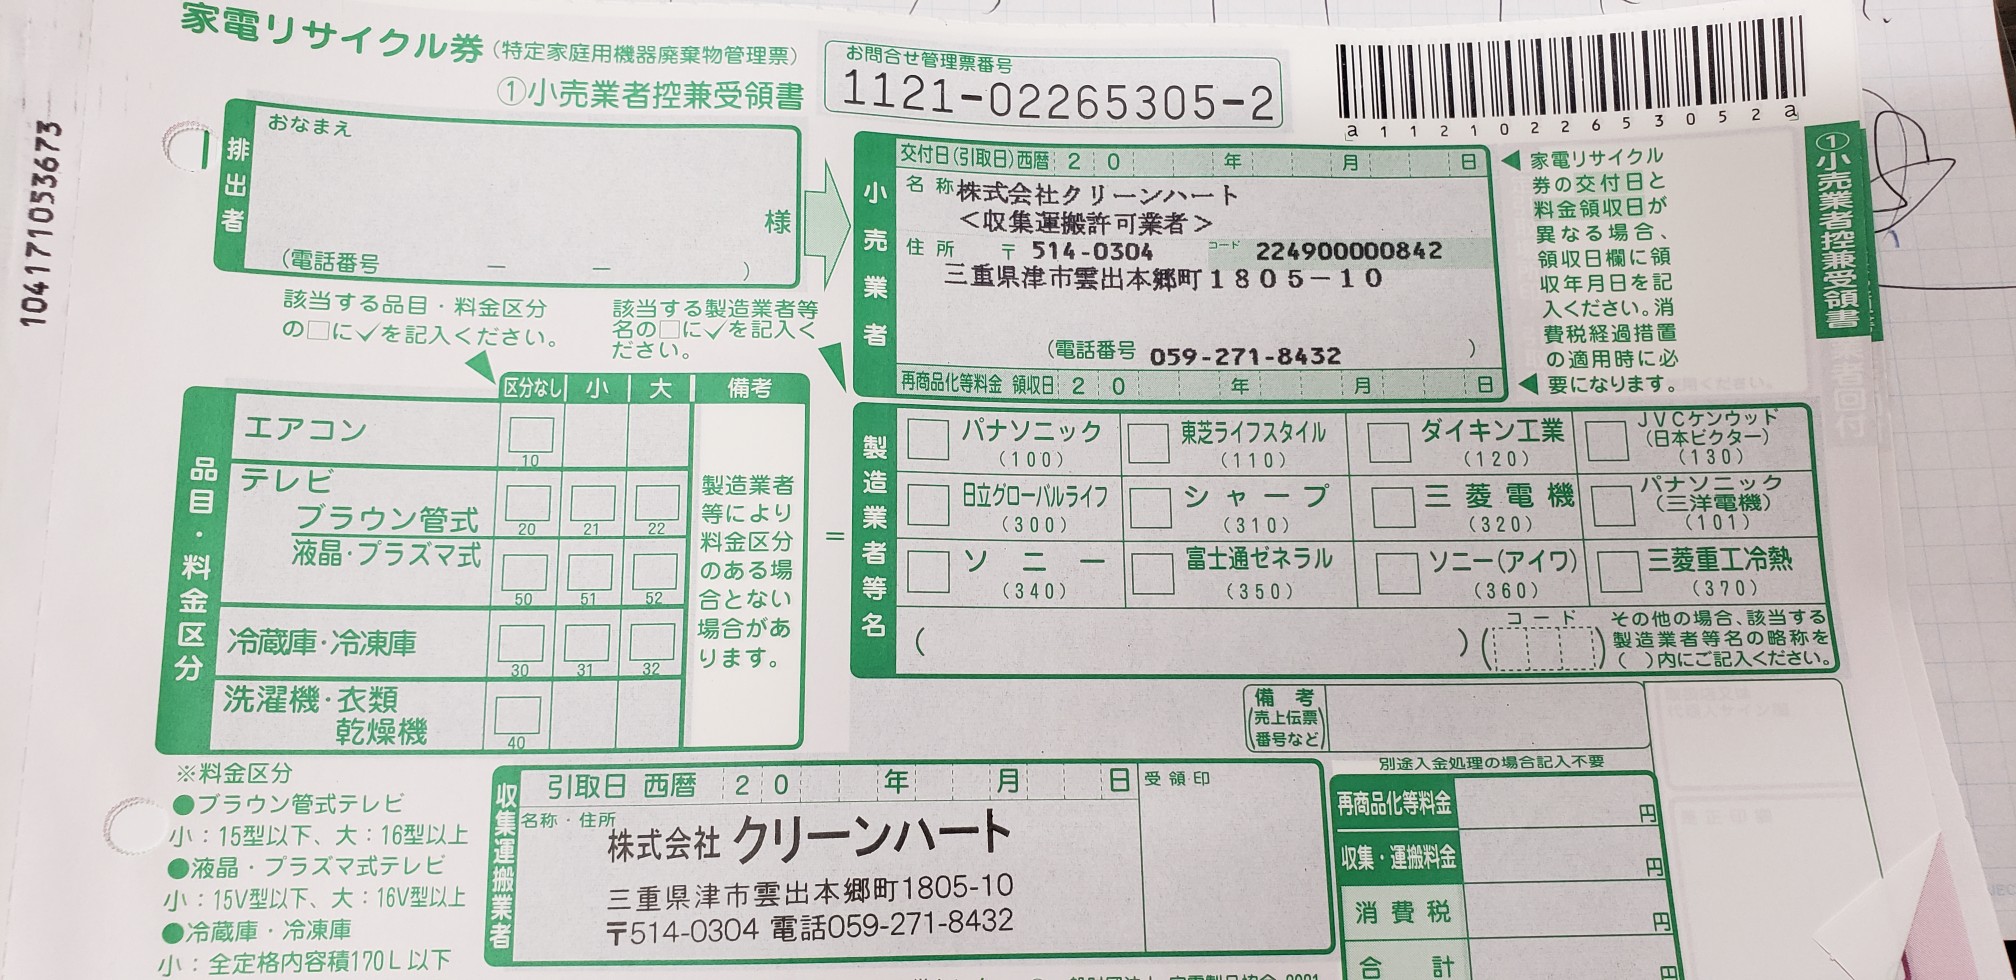 家電リサイクル券(特定家庭用機器廃棄物管理票)
①小売業者控兼受領書
お問合せ管理票番号
1121-02265305-2
a1121022653052a
104171053673
排出者
おなまえ
様
(電話番号 － － )
小売業者
交付日(引取日)西暦 20 年 月 日
名称 株式会社クリーンハート
<収集運搬許可業者>
住所 〒 514-0304 コード 224900000842
三重県津市雲出本郷町1805-10
(電話番号 059-271-8432 )
再商品化等料金 領収日 20 年 月 日
◀家電リサイクル
券の交付日と
料金領収日が
異なる場合、
領収日欄に領
収年月日を記
入ください。消
費税経過措置
の適用時に必
◀要になります。
①小売業者控兼受領書
該当する品目・料金区分
の□に✓を記入ください。
該当する製造業者等
名の□に✓を記入く
ださい。
品目・料金区分
区分なし 小 大 備考
エアコン
10
テレビ
ブラウン管式
20 21 22
液晶・プラズマ式
50 51 52
冷蔵庫・冷凍庫
30 31 32
洗濯機・衣類
乾燥機
40
製造業者
等により
料金区分
のある場
合とない
場合があ
ります。
=
製造業者等名
パナソニック
(100)
東芝ライフスタイル
(110)
ダイキン工業
(120)
JVCケンウッド
(日本ビクター)
(130)
日立グローバルライフ
(300)
シャープ
(310)
三菱電機
(320)
パナソニック
(三洋電機)
(101)
ソニー
(340)
富士通ゼネラル
(350)
ソニー(アイワ)
(360)
三菱重工冷熱
(370)
( ) コード ( )
その他の場合、該当する
製造業者等名の略称を
( )内にご記入ください。
備考
(売上伝票
番号など)
※料金区分
●ブラウン管式テレビ
小：15型以下、大：16型以上
●液晶・プラズマ式テレビ
小：15V型以下、大：16V型以上
●冷蔵庫・冷凍庫
小：全定格内容積170L以下
収集運搬業者
引取日 西暦 20 年 月 日
受領印
名称・住所
株式会社 クリーンハート
三重県津市雲出本郷町1805-10
〒514-0304 電話059-271-8432
別途入金処理の場合記入不要
再商品化等料金 円
収集・運搬料金 円
消費税 円
合計 円